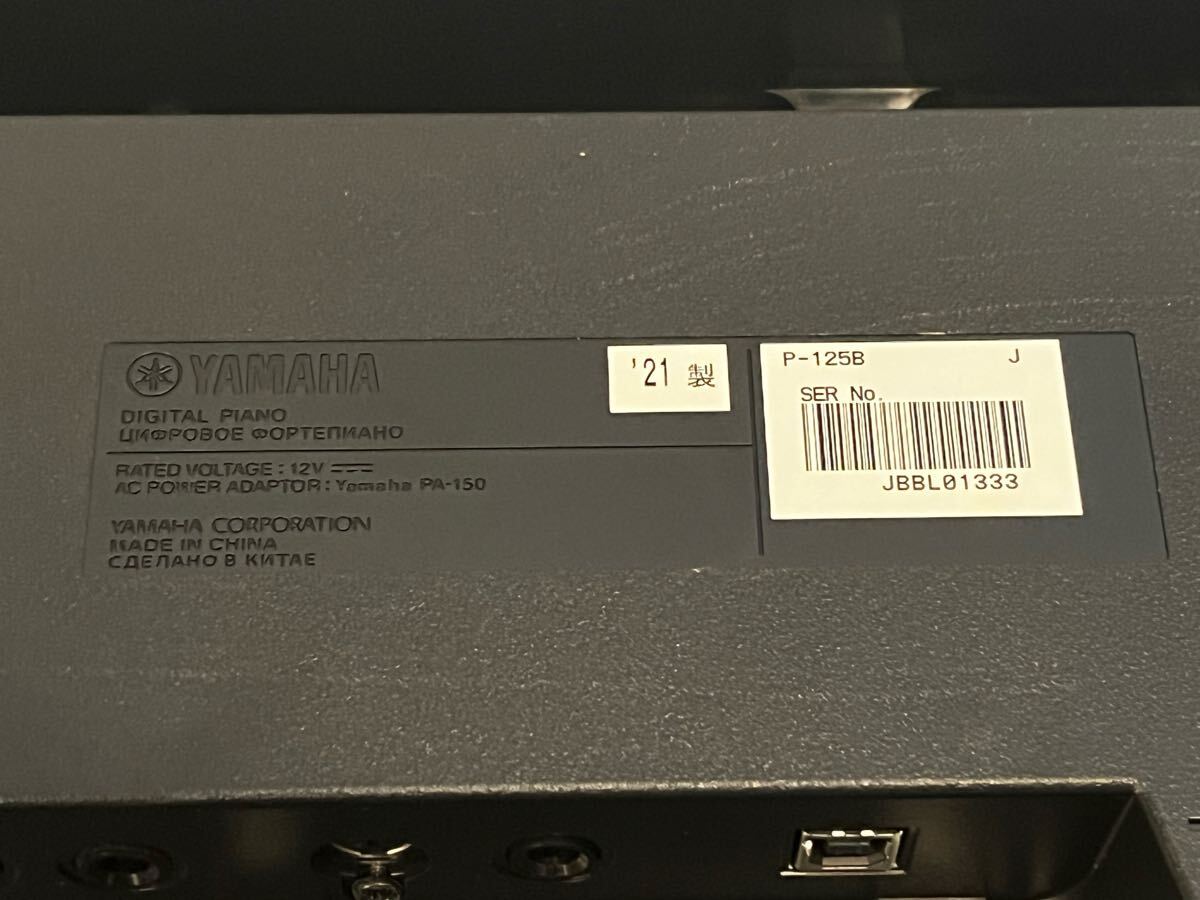 YAMAHA
DIGITAL PIANO
ЦИФРОВОЕ ФОРТЕПИАНО
'21 製
RATED VOLTAGE : 12V
AC POWER ADAPTOR : Yamaha PA-150
YAMAHA CORPORATION
MADE IN CHINA
СДЕЛАНО В КИТАЕ
P-125B J
SER No.
JBBL01333